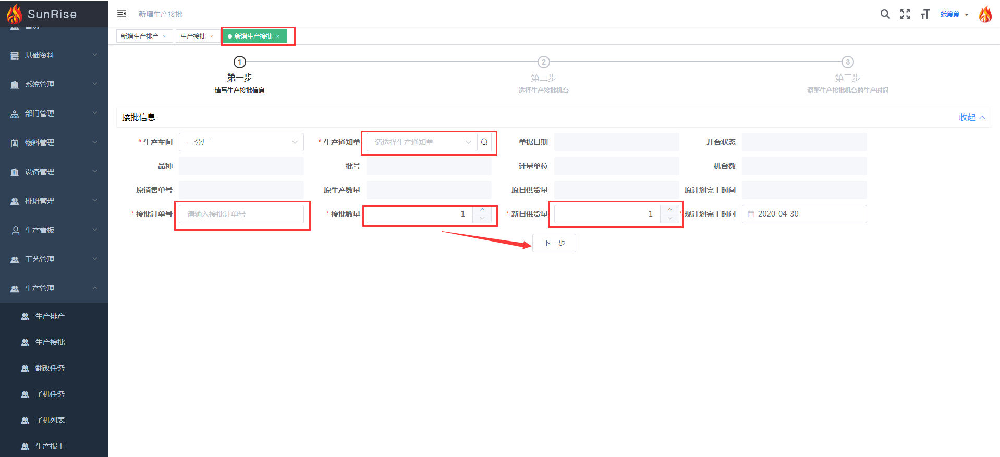 SunRise
新增生产接批
张勇勇
新增生产排产 ×
生产接批 ×
新增生产接批 ×
首页
基础资料
系统管理
部门管理
物料管理
设备管理
排班管理
生产看板
工艺管理
生产管理
生产排产
生产接批
翻改任务
了机任务
了机列表
生产报工
1
第一步
填写生产接批信息
2
第二步
选择生产接批机台
3
第三步
调整生产接批机台的生产时间
接批信息
收起
* 生产车间 一分厂
* 生产通知单 请选择生产通知单
单据日期
开台状态
品种
批号
计量单位
机台数
原销售单号
原生产数量
原日供货量
原计划完工时间
* 接批订单号 请输入接批订单号
* 接批数量 1
* 新日供货量 1
* 现计划完工时间 2020-04-30
下一步